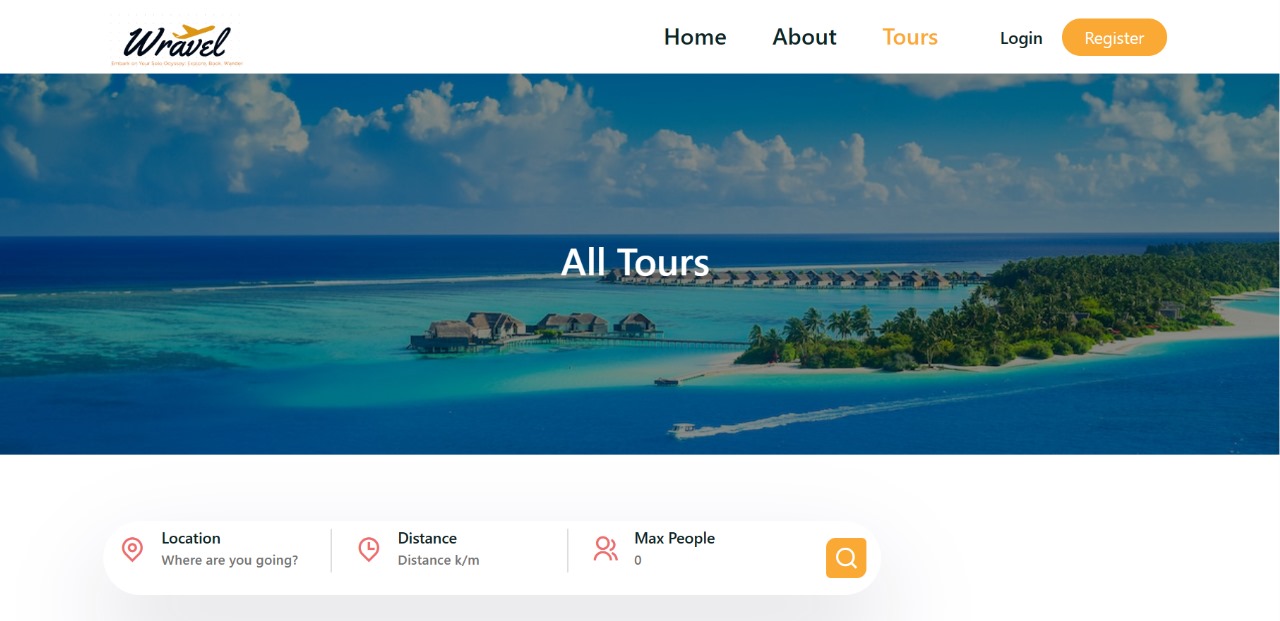 Wravel
Embark on Your Solo Odyssey: Explore, Book, Wander
Home About Tours Login Register
All Tours
Location
Where are you going?
Distance
Distance k/m
Max People
0